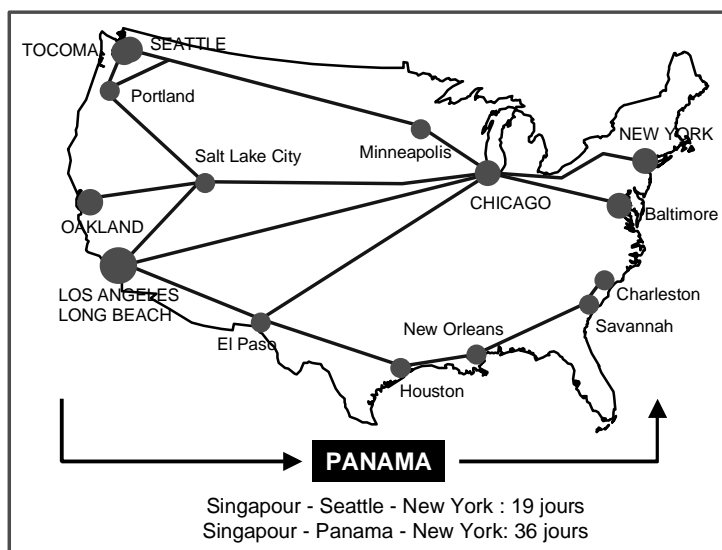 SEATTLE
TOCOMA
Portland
Minneapolis
NEW YORK
Salt Lake City
CHICAGO
OAKLAND
Baltimore
LOS ANGELES
LONG BEACH
Charleston
Savannah
New Orleans
El Paso
Houston
PANAMA
Singapour - Seattle - New York : 19 jours
Singapour - Panama - New York: 36 jours